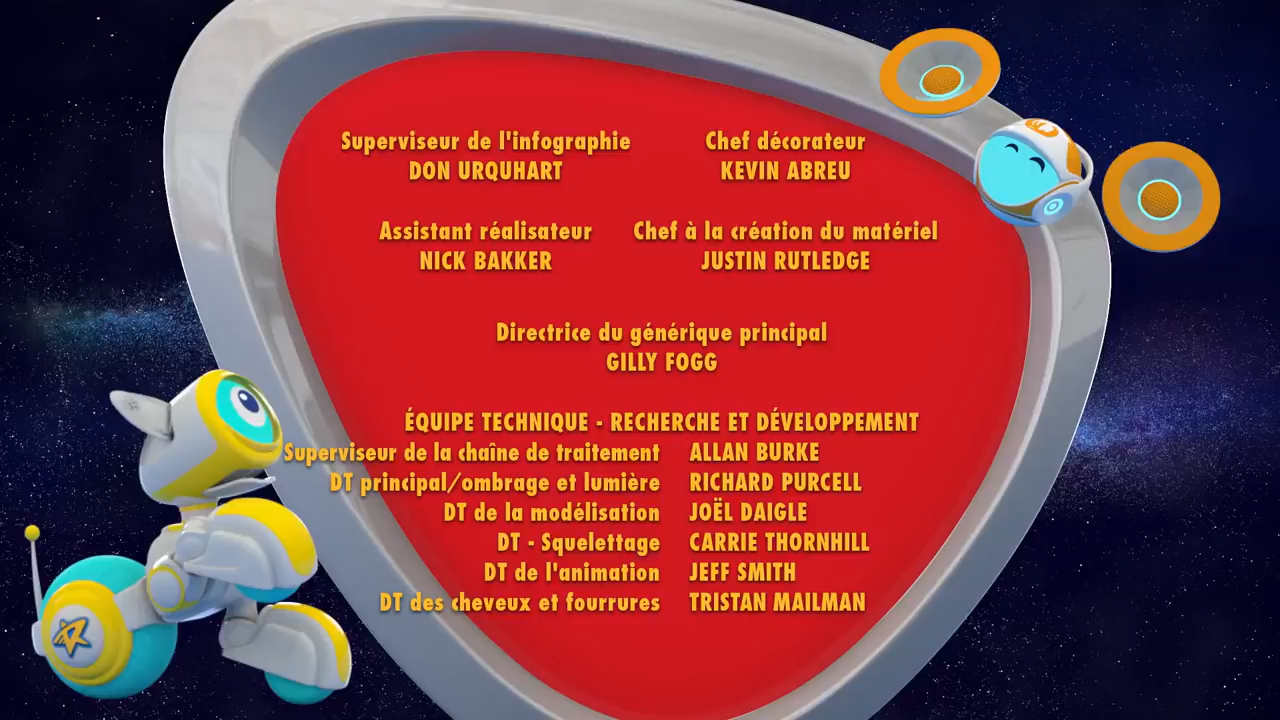 Superviseur de l'infographie
DON URQUHART
Chef décorateur
KEVIN ABREU
Assistant réalisateur
NICK BAKKER
Chef à la création du matériel
JUSTIN RUTLEDGE
Directrice du générique principal
GILLY FOGG
ÉQUIPE TECHNIQUE - RECHERCHE ET DÉVELOPPEMENT
Superviseur de la chaîne de traitement ALLAN BURKE
DT principal/ombrage et lumière RICHARD PURCELL
DT de la modélisation JOËL DAIGLE
DT - Squelettage CARRIE THORNHILL
DT de l'animation JEFF SMITH
DT des cheveux et fourrures TRISTAN MAILMAN